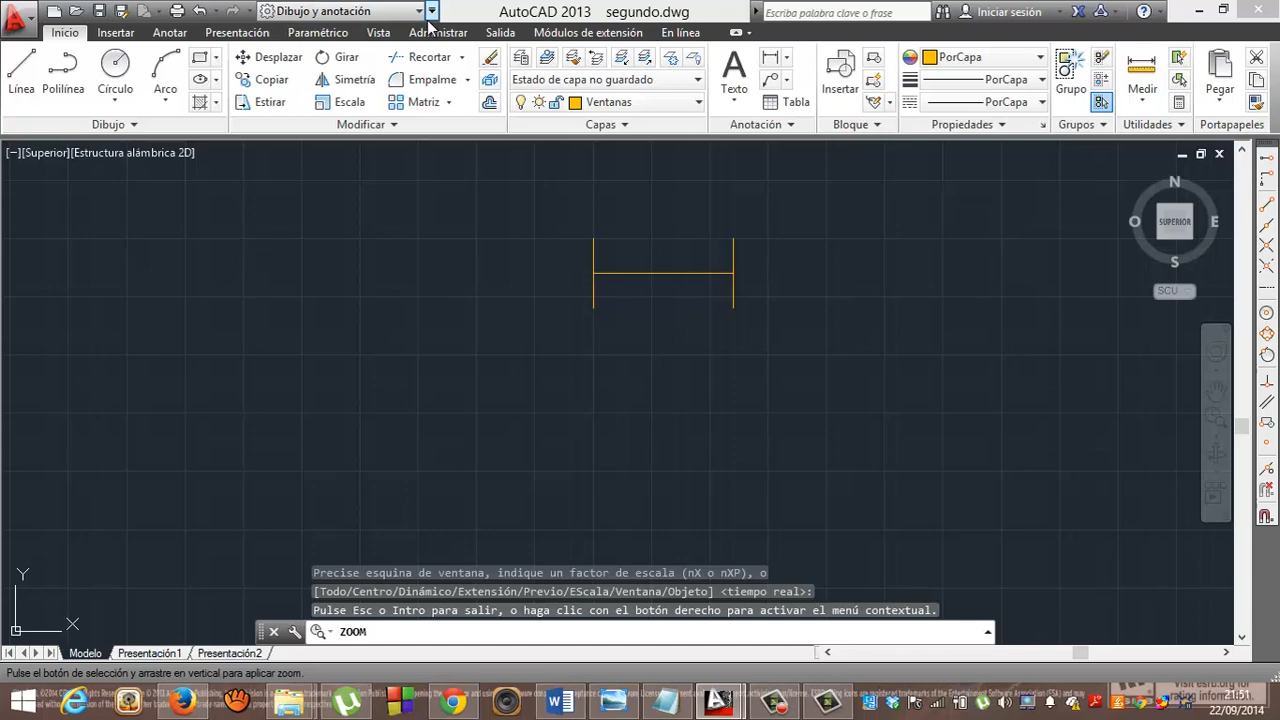 Dibujo y anotación
AutoCAD 2013 segundo.dwg
Escriba palabra clave o frase
Iniciar sesión
Inicio Insertar Anotar Presentación Paramétrico Vista Administrar Salida Módulos de extensión En línea
Línea Polilínea Círculo Arco
Desplazar Girar Recortar
Copiar Simetría Empalme
Estirar Escala Matriz
Estado de capa no guardado
Ventanas
Texto
Tabla
Insertar
PorCapa
PorCapa
PorCapa
Grupo
Medir
Pegar
Dibujo Modificar Capas Anotación Bloque Propiedades Grupos Utilidades Portapapeles
[−][Superior][Estructura alámbrica 2D]
N
O SUPERIOR E
S
SCU
Y
X
Precise esquina de ventana, indique un factor de escala (nX o nXP), o
[Todo/Centro/Dinámico/Extensión/Previo/EScala/Ventana/Objeto] <tiempo real>:
Pulse Esc o Intro para salir, o haga clic con el botón derecho para activar el menú contextual.
ZOOM
Modelo Presentación1 Presentación2
Pulse el botón de selección y arrastre en vertical para aplicar zoom.
21:51
22/09/2014